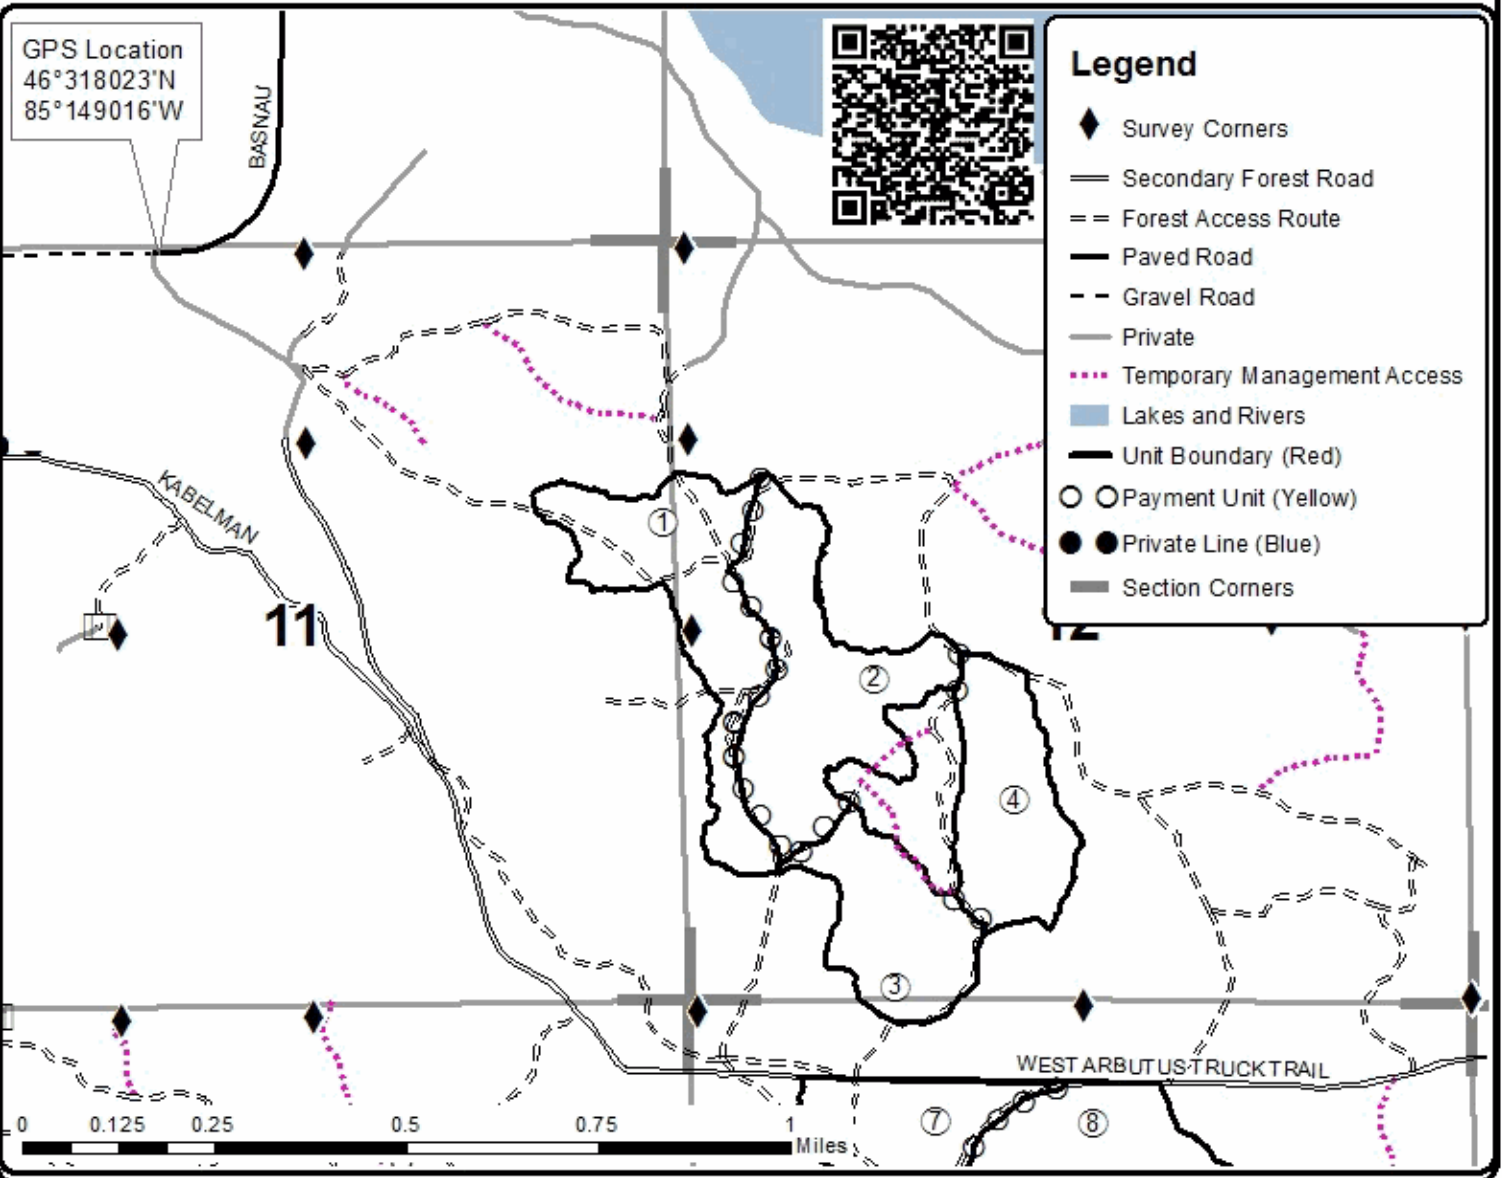 GPS Location
46°318023'N
85°149016'W
BASNAU
Legend
Survey Corners
Secondary Forest Road
Forest Access Route
Paved Road
Gravel Road
Private
Temporary Management Access
Lakes and Rivers
Unit Boundary (Red)
Payment Unit (Yellow)
Private Line (Blue)
Section Corners
KABELMAN
1
11
12
2
4
3
WEST ARBUTUS TRUCK TRAIL
7
8
0 0.125 0.25 0.5 0.75 1
Miles